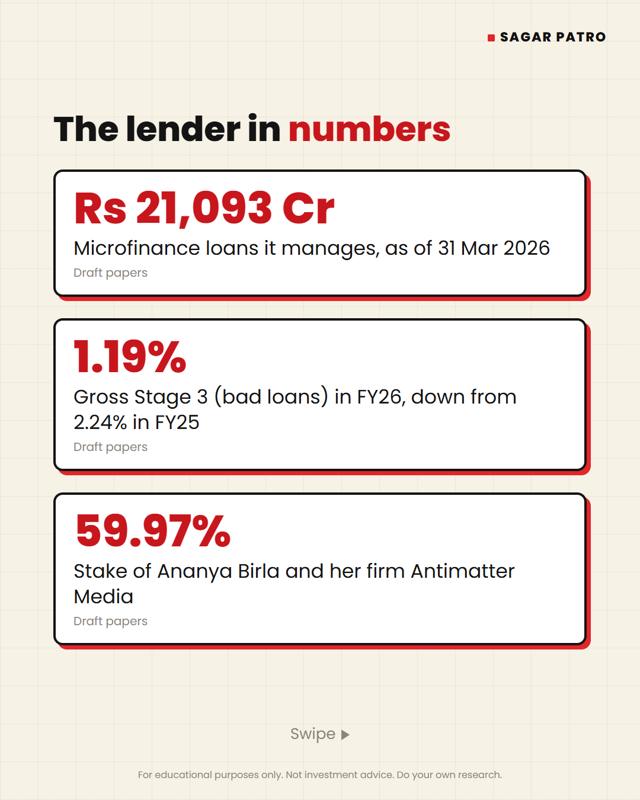 SAGAR PATRO
The lender in numbers
Rs 21,093 Cr
Microfinance loans it manages, as of 31 Mar 2026
Draft papers
1.19%
Gross Stage 3 (bad loans) in FY26, down from
2.24% in FY25
Draft papers
59.97%
Stake of Ananya Birla and her firm Antimatter
Media
Draft papers
Swipe
For educational purposes only. Not investment advice. Do your own research.